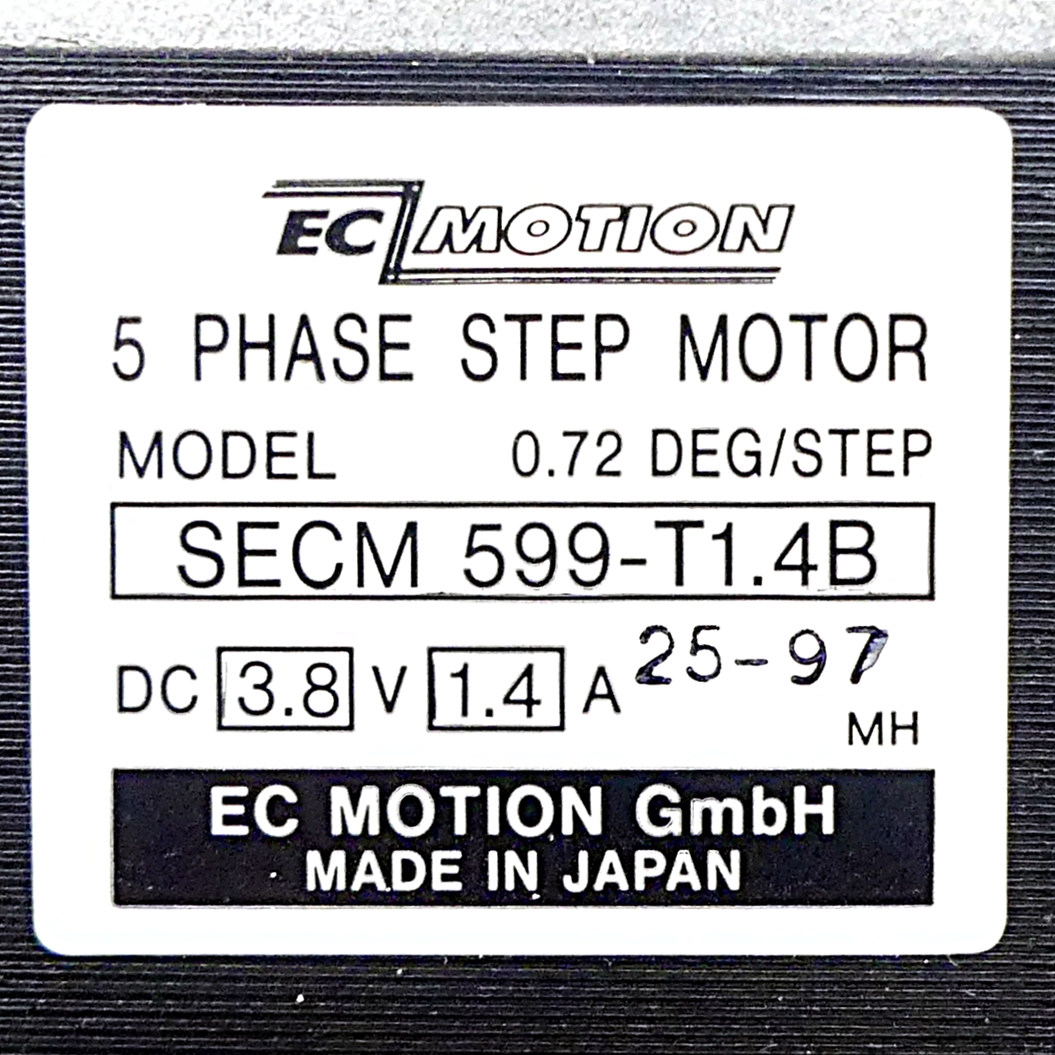 EC MOTION
5 PHASE STEP MOTOR
MODEL 0.72 DEG/STEP
SECM 599-T1.4B
DC 3.8 V 1.4 A 25-97
MH
EC MOTION GmbH
MADE IN JAPAN